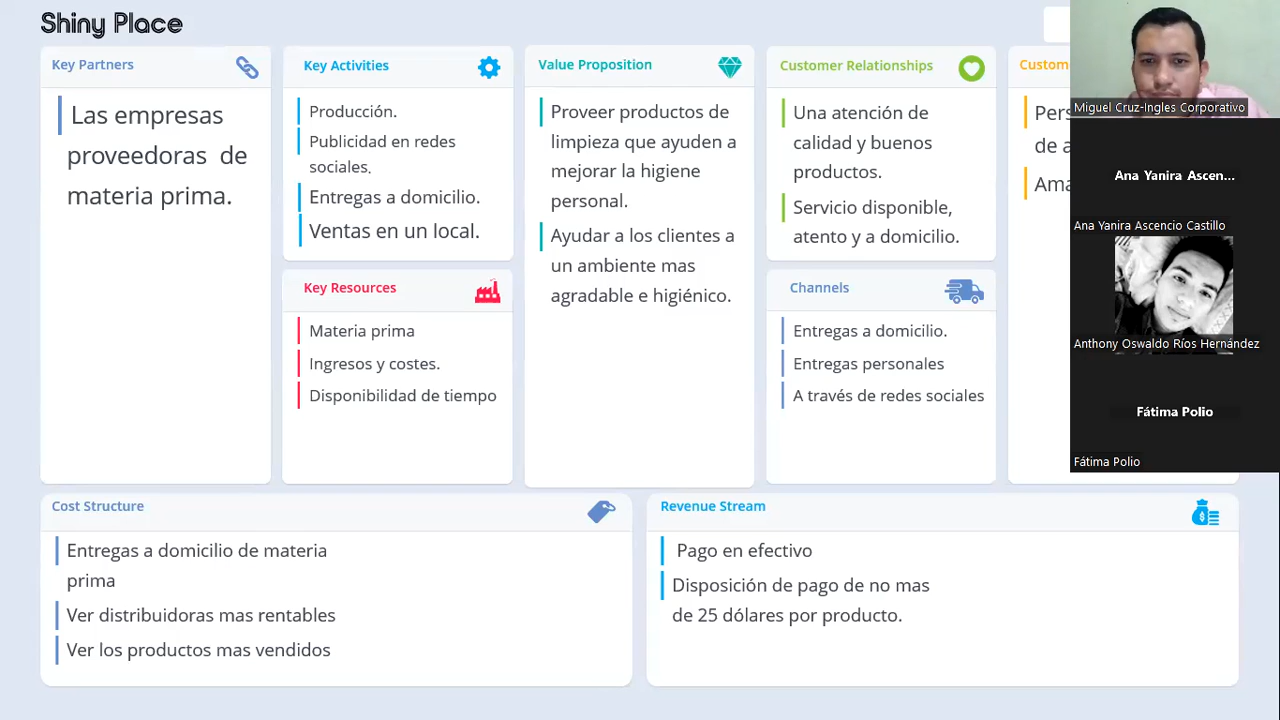 Shiny Place
Key Partners
Las empresas
proveedoras de
materia prima.
Key Activities
Producción.
Publicidad en redes
sociales.
Entregas a domicilio.
Ventas en un local.
Key Resources
Materia prima
Ingresos y costes.
Disponibilidad de tiempo
Value Proposition
Proveer productos de
limpieza que ayuden a
mejorar la higiene
personal.
Ayudar a los clientes a
un ambiente mas
agradable e higiénico.
Customer Relationships
Una atención de
calidad y buenos
productos.
Servicio disponible,
atento y a domicilio.
Channels
Entregas a domicilio.
Entregas personales
A través de redes sociales
Custom
Pers
de a
Ama
Cost Structure
Entregas a domicilio de materia
prima
Ver distribuidoras mas rentables
Ver los productos mas vendidos
Revenue Stream
Pago en efectivo
Disposición de pago de no mas
de 25 dólares por producto.
Miguel Cruz-Ingles Corporativo
Ana Yanira Ascen...
Ana Yanira Ascencio Castillo
Anthony Oswaldo Ríos Hernández
Fátima Polio
Fátima Polio